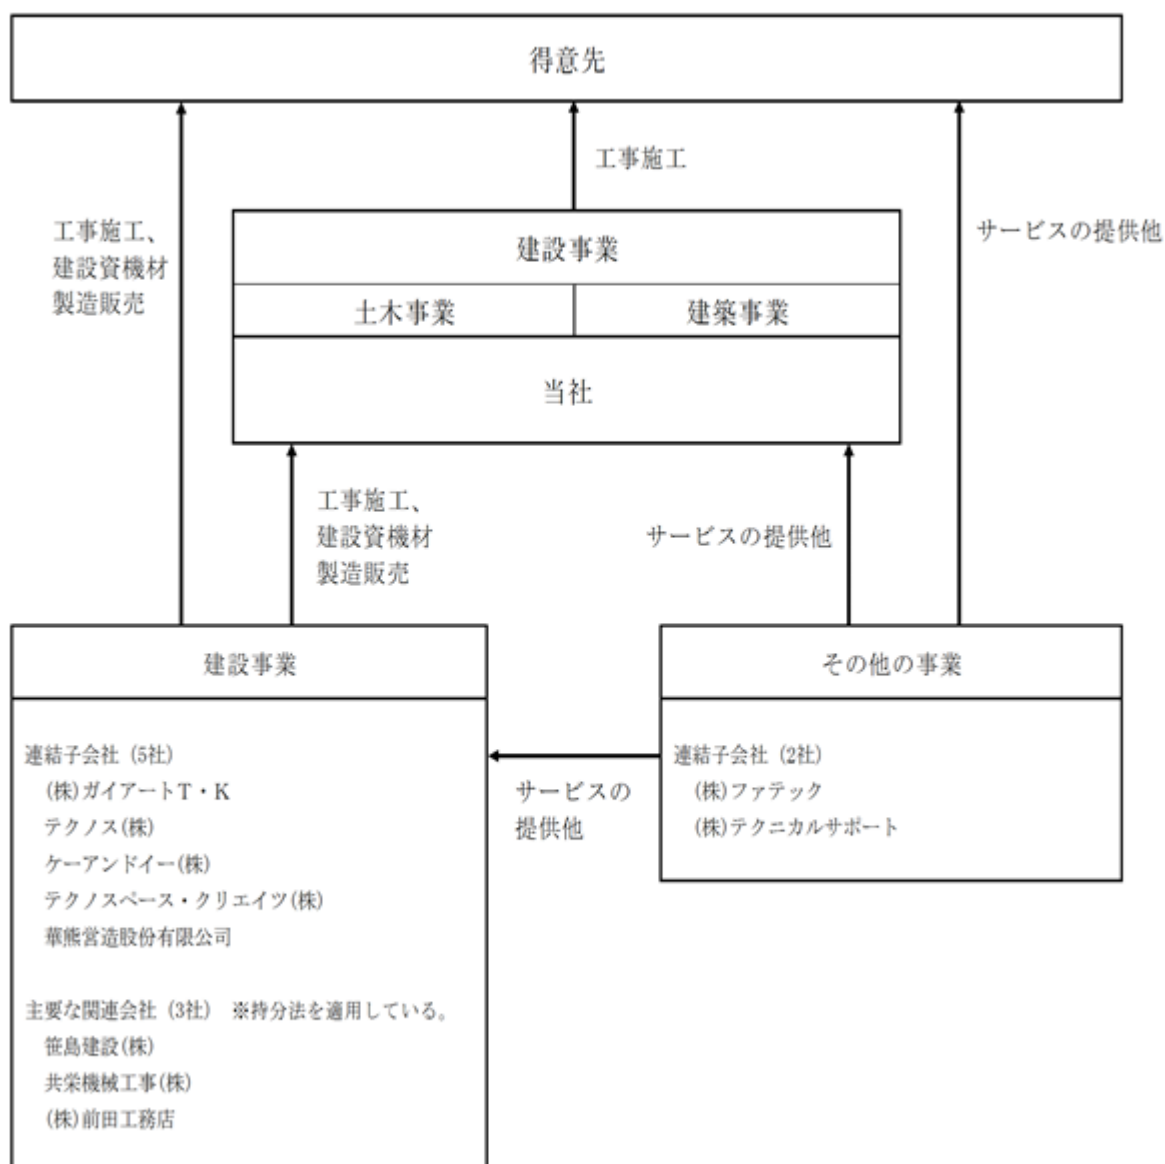 得意先
工事施工
工事施工、
建設資機材
製造販売
サービスの提供他
建設事業
土木事業
建築事業
当社
工事施工、
建設資機材
製造販売
サービスの提供他
建設事業
連結子会社 (5社)
(株)ガイアートT・K
テクノス(株)
ケーアンドイー(株)
テクノスペース・クリエイツ(株)
華熊営造股份有限公司
主要な関連会社 (3社) ※持分法を適用している。
笹島建設(株)
共栄機械工事(株)
(株)前田工務店
サービスの
提供他
その他の事業
連結子会社 (2社)
(株)ファテック
(株)テクニカルサポート